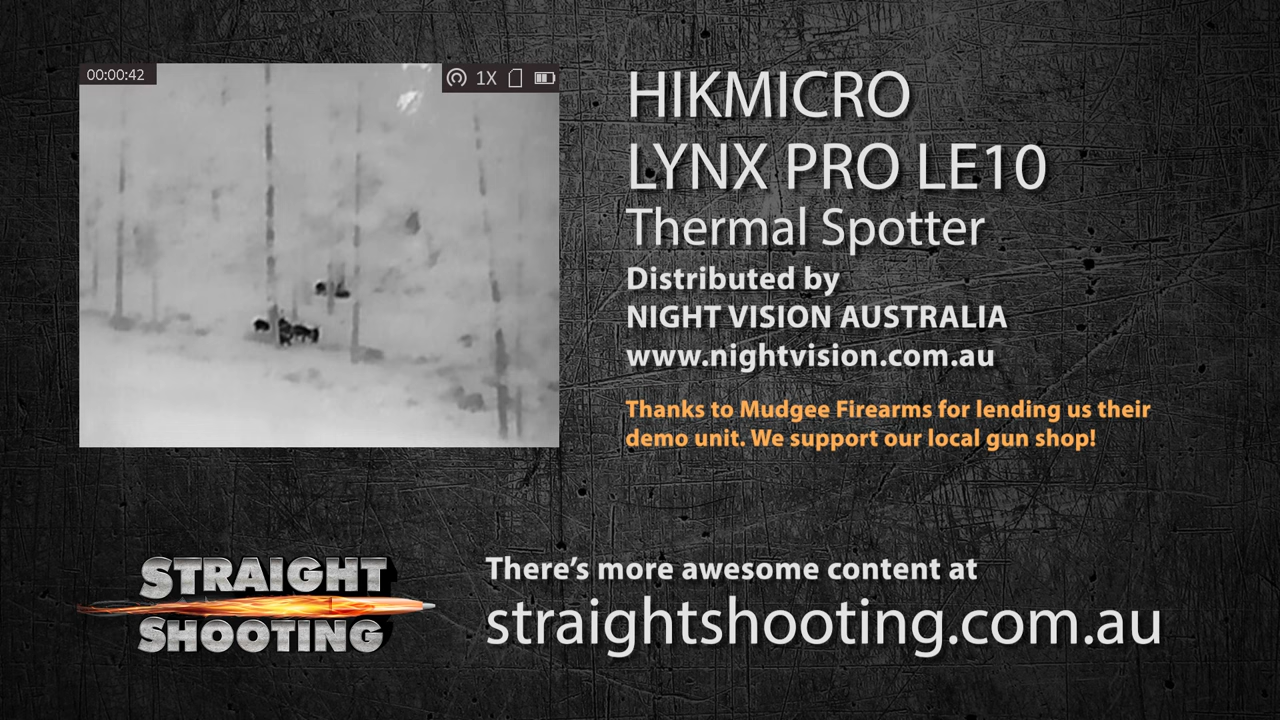 00:00:42
1X
HIKMICRO
LYNX PRO LE10
Thermal Spotter
Distributed by
NIGHT VISION AUSTRALIA
www.nightvision.com.au
Thanks to Mudgee Firearms for lending us their
demo unit. We support our local gun shop!
STRAIGHT
SHOOTING
There’s more awesome content at
straightshooting.com.au